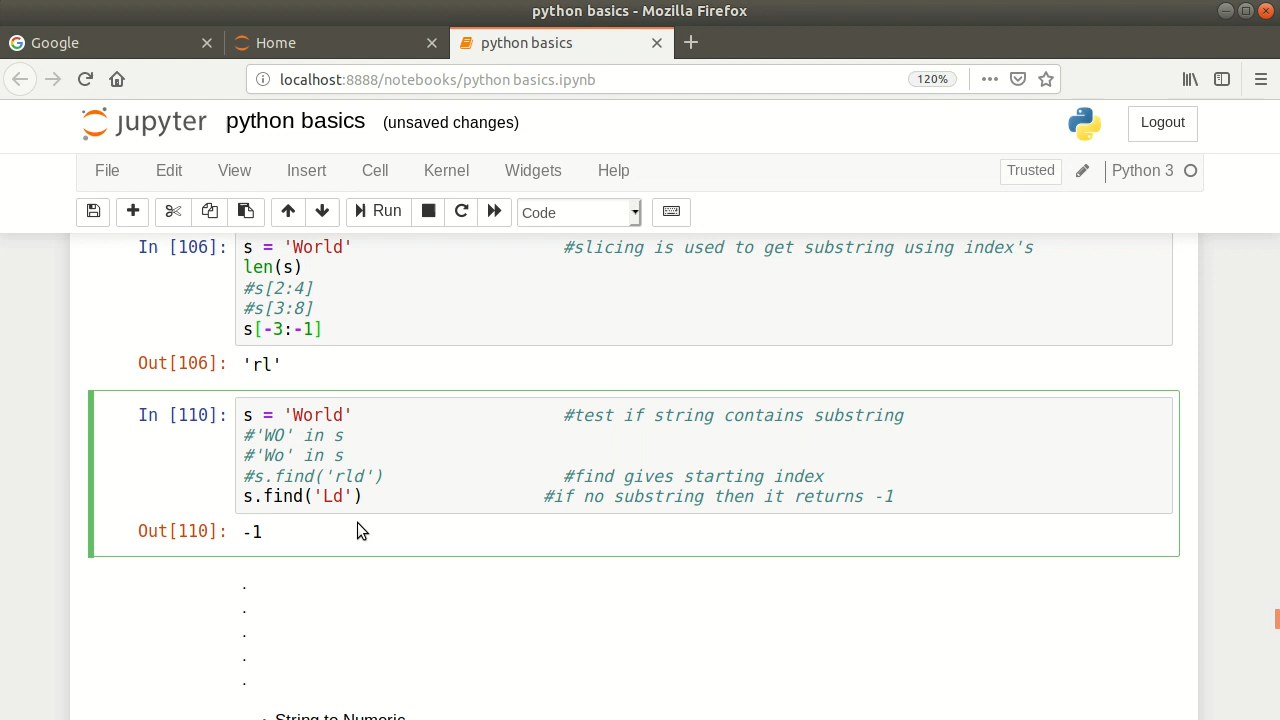 python basics - Mozilla Firefox
Google
Home
python basics
localhost:8888/notebooks/python basics.ipynb
120%
jupyter python basics (unsaved changes)
Logout
File Edit View Insert Cell Kernel Widgets Help
Trusted
Python 3
Run
Code
In [106]: s = 'World' #slicing is used to get substring using index's
len(s)
#s[2:4]
#s[3:8]
s[-3:-1]
Out[106]: 'rl'
In [110]: s = 'World' #test if string contains substring
#'WO' in s
#'Wo' in s
#s.find('rld') #find gives starting index
s.find('Ld') #if no substring then it returns -1
Out[110]: -1
.
.
.
.
.
• String to Numeric